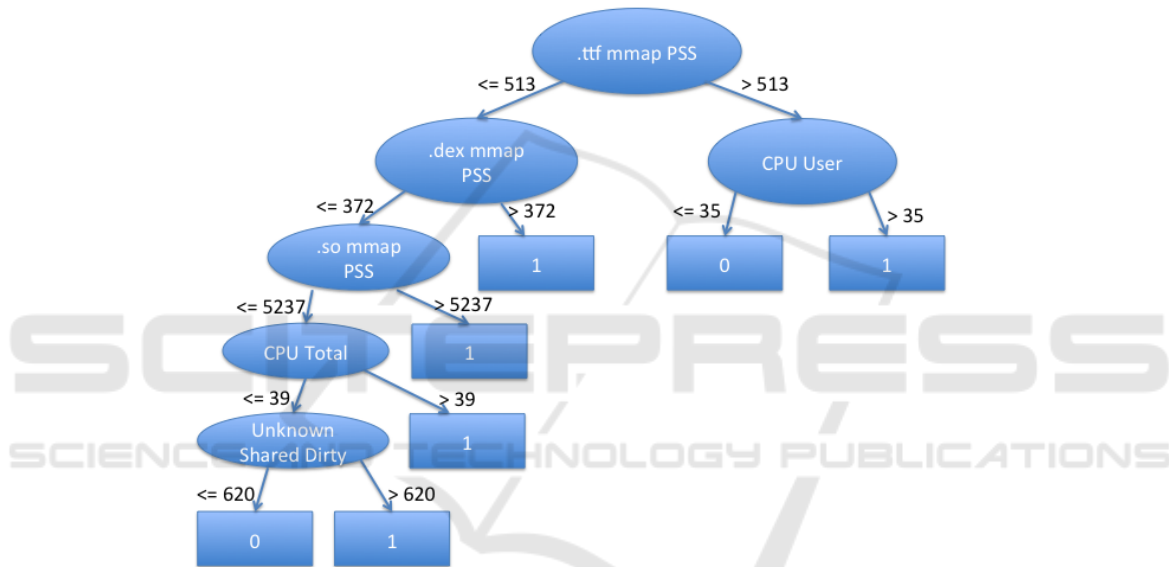 .ttf mmap PSS
<= 513
> 513
.dex mmap
PSS
CPU User
<= 372
> 372
<= 35
> 35
.so mmap
PSS
1
0
1
<= 5237
> 5237
CPU Total
1
SCITEPRESS
<= 39
> 39
Unknown
Shared Dirty
1
SCIENCE AND TECHNOLOGY PUBLICATIONS
<= 620
> 620
0
1